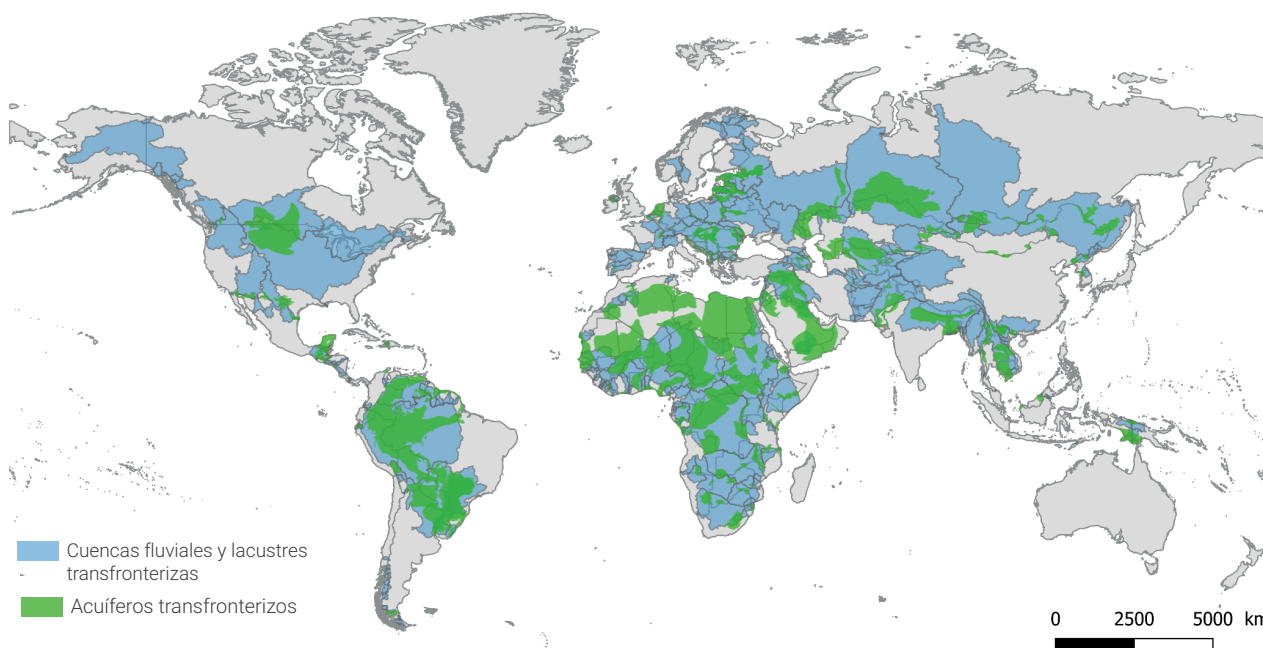 Cuencas fluviales y lacustres
transfronterizas
Acuíferos transfronterizos
0 2500 5000 km